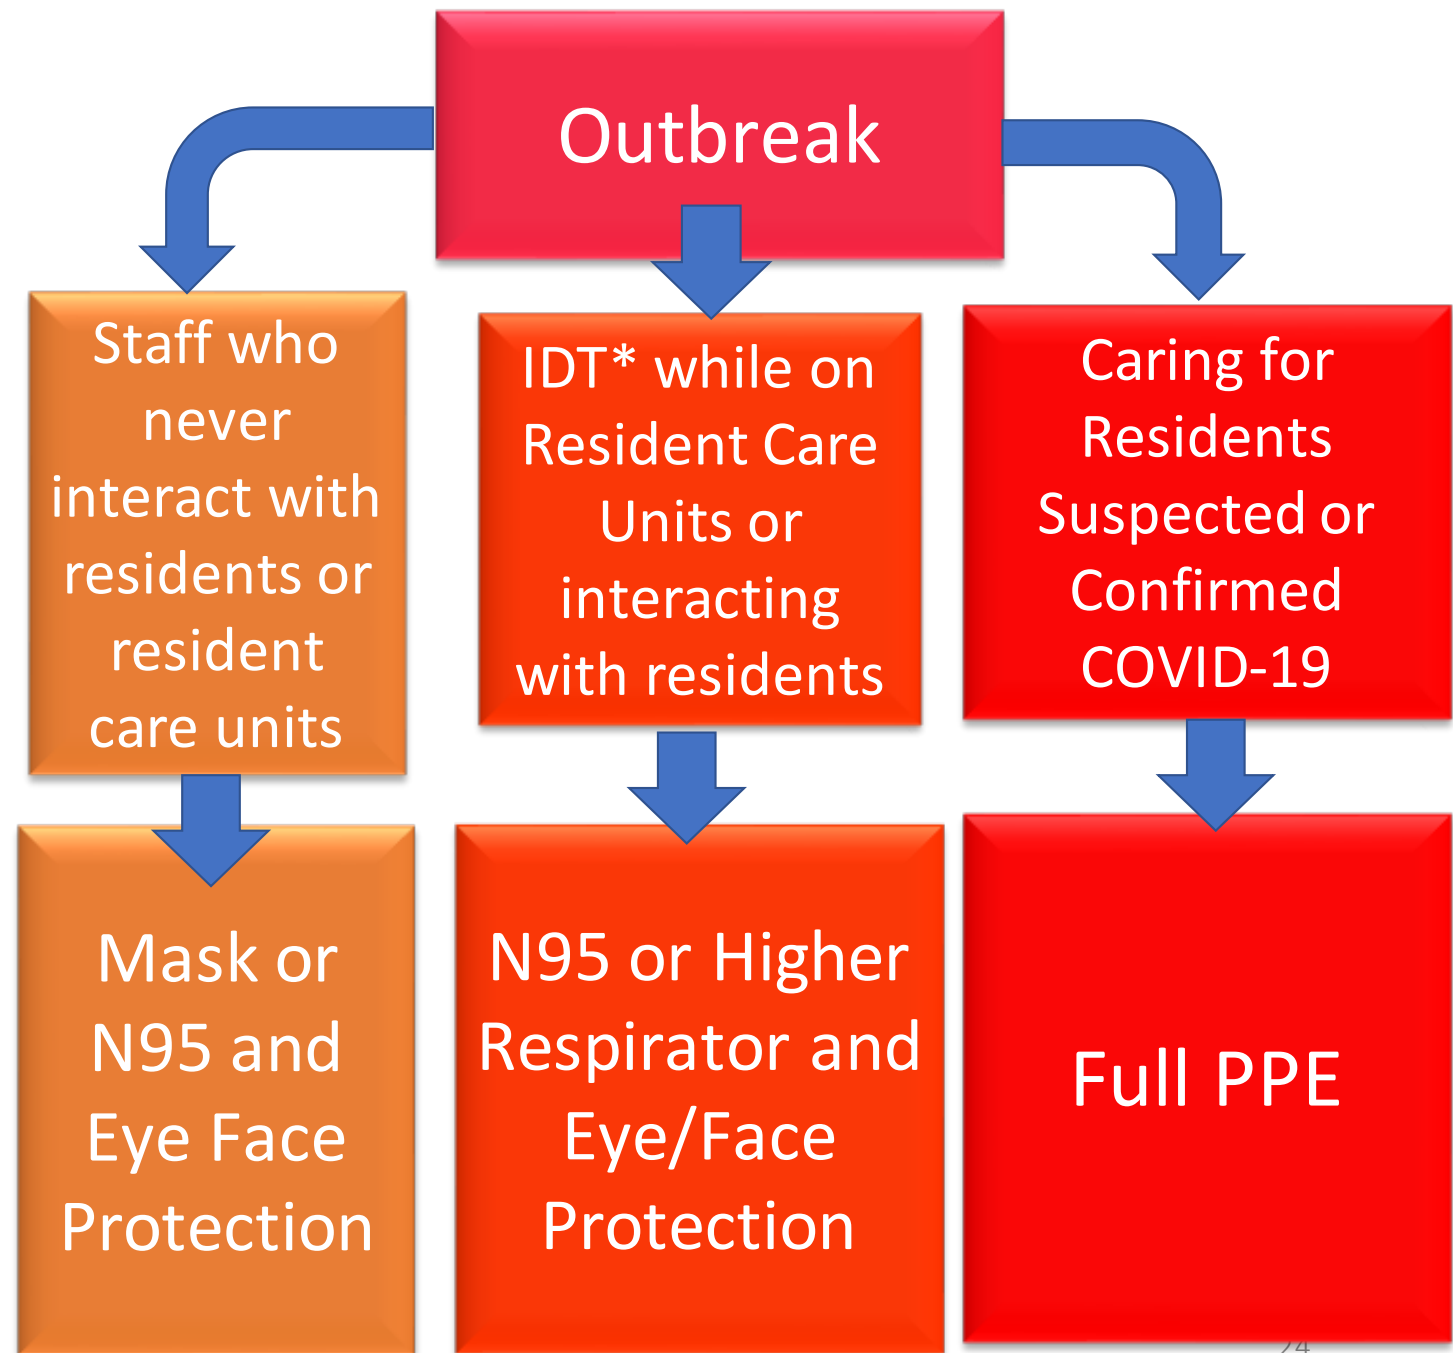 Outbreak
Staff who
never
interact with
residents or
resident
care units
IDT* while on
Resident Care
Units or
interacting
with residents
Caring for
Residents
Suspected or
Confirmed
COVID-19
Mask or
N95 and
Eye Face
Protection
N95 or Higher
Respirator and
Eye/Face
Protection
Full PPE
24